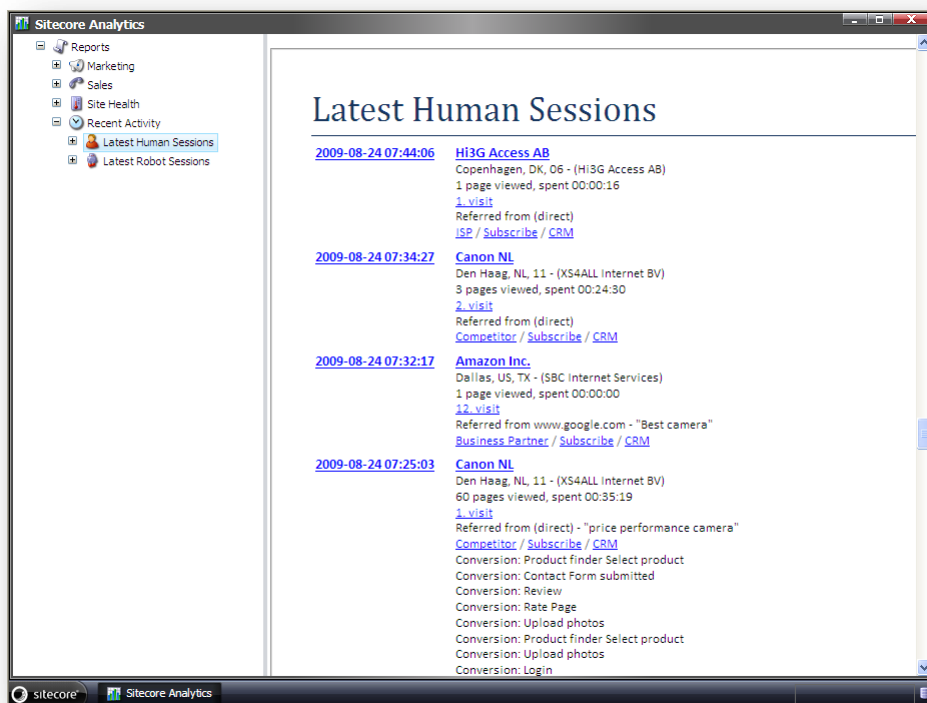 Sitecore Analytics
Reports
Marketing
Sales
Site Health
Recent Activity
Latest Human Sessions
Latest Robot Sessions
Latest Human Sessions
2009-08-24 07:44:06 Hi3G Access AB
Copenhagen, DK, 06 - (Hi3G Access AB)
1 page viewed, spent 00:00:16
1. visit
Referred from (direct)
ISP / Subscribe / CRM
2009-08-24 07:34:27 Canon NL
Den Haag, NL, 11 - (XS4ALL Internet BV)
3 pages viewed, spent 00:24:30
2. visit
Referred from (direct)
Competitor / Subscribe / CRM
2009-08-24 07:32:17 Amazon Inc.
Dallas, US, TX - (SBC Internet Services)
1 page viewed, spent 00:00:00
12. visit
Referred from www.google.com - "Best camera"
Business Partner / Subscribe / CRM
2009-08-24 07:25:03 Canon NL
Den Haag, NL, 11 - (XS4ALL Internet BV)
60 pages viewed, spent 00:35:19
1. visit
Referred from (direct) - "price performance camera"
Competitor / Subscribe / CRM
Conversion: Product finder Select product
Conversion: Contact Form submitted
Conversion: Review
Conversion: Rate Page
Conversion: Upload photos
Conversion: Product finder Select product
Conversion: Upload photos
Conversion: Login
sitecore Sitecore Analytics